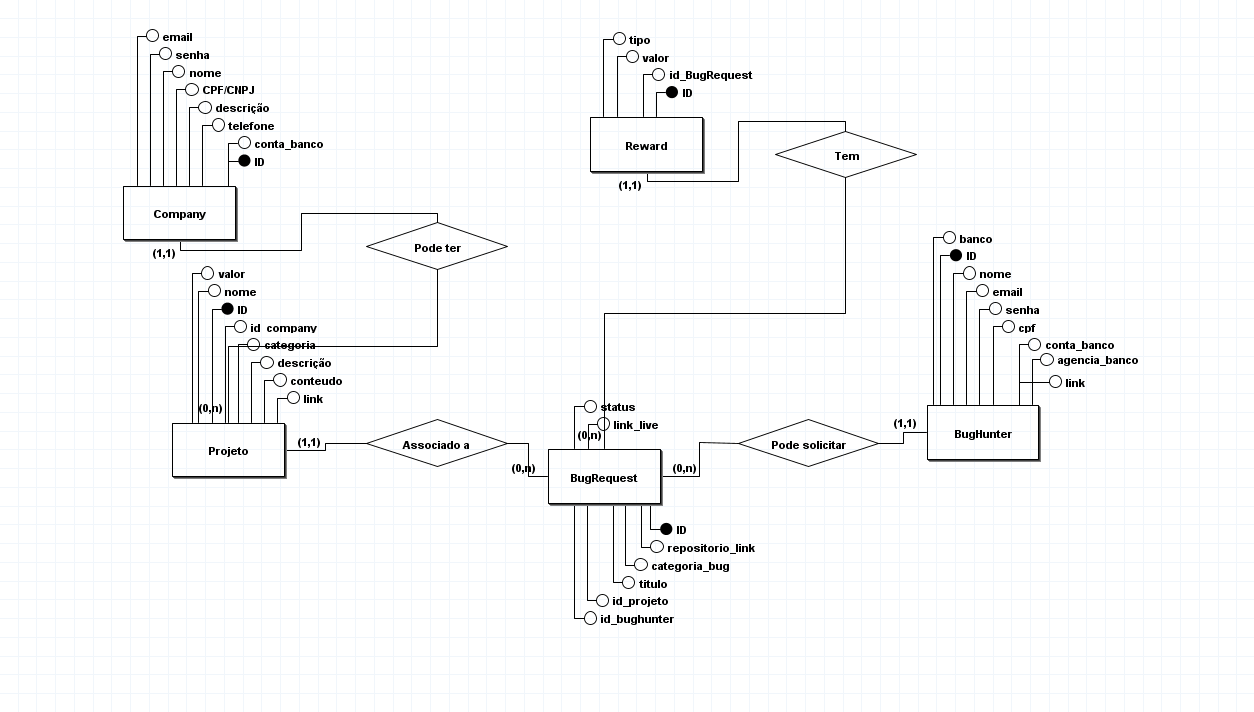 email
senha
nome
CPF/CNPJ
descrição
telefone
conta_banco
ID
Company
(1,1)
Pode ter
tipo
valor
id_BugRequest
ID
Reward
(1,1)
Tem
valor
nome
ID
id_company
categoria
descrição
conteudo
link
(0,n)
Projeto
(1,1)
Associado a
(0,n)
status
link_live
(0,n)
BugRequest
(0,n)
Pode solicitar
(1,1)
banco
ID
nome
email
senha
cpf
conta_banco
agencia_banco
link
BugHunter
ID
repositorio_link
categoria_bug
titulo
id_projeto
id_bughunter